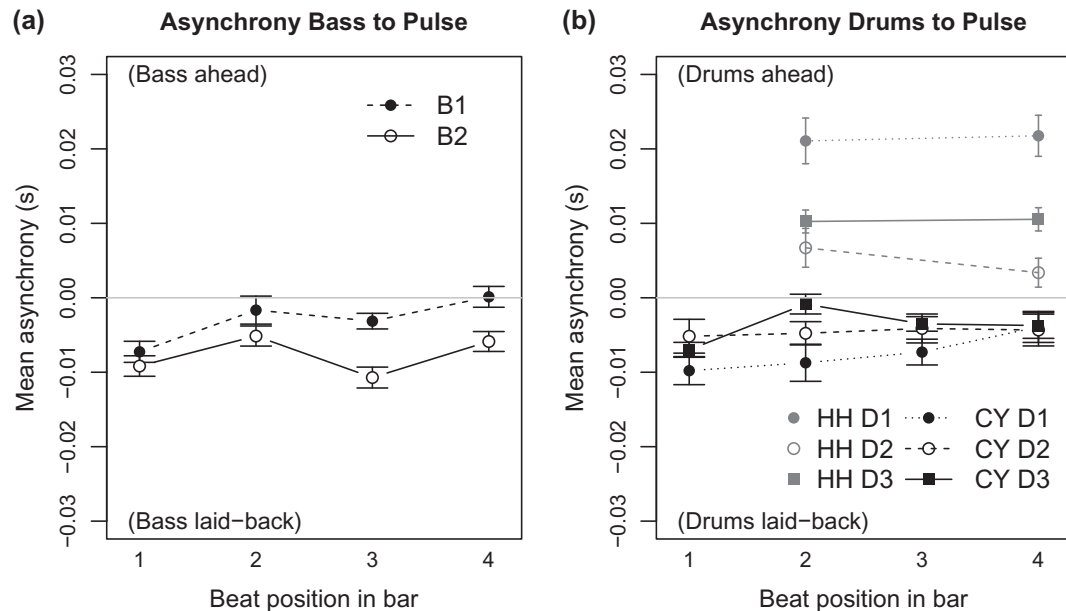 (a) Asynchrony Bass to Pulse
Mean asynchrony (s)
0.03
0.02
0.01
0.00
−0.01
−0.02
−0.03
(Bass ahead)
B1
B2
(Bass laid−back)
1 2 3 4
Beat position in bar
(b) Asynchrony Drums to Pulse
Mean asynchrony (s)
0.03
0.02
0.01
0.00
−0.01
−0.02
−0.03
(Drums ahead)
HH D1 CY D1
HH D2 CY D2
HH D3 CY D3
(Drums laid−back)
1 2 3 4
Beat position in bar